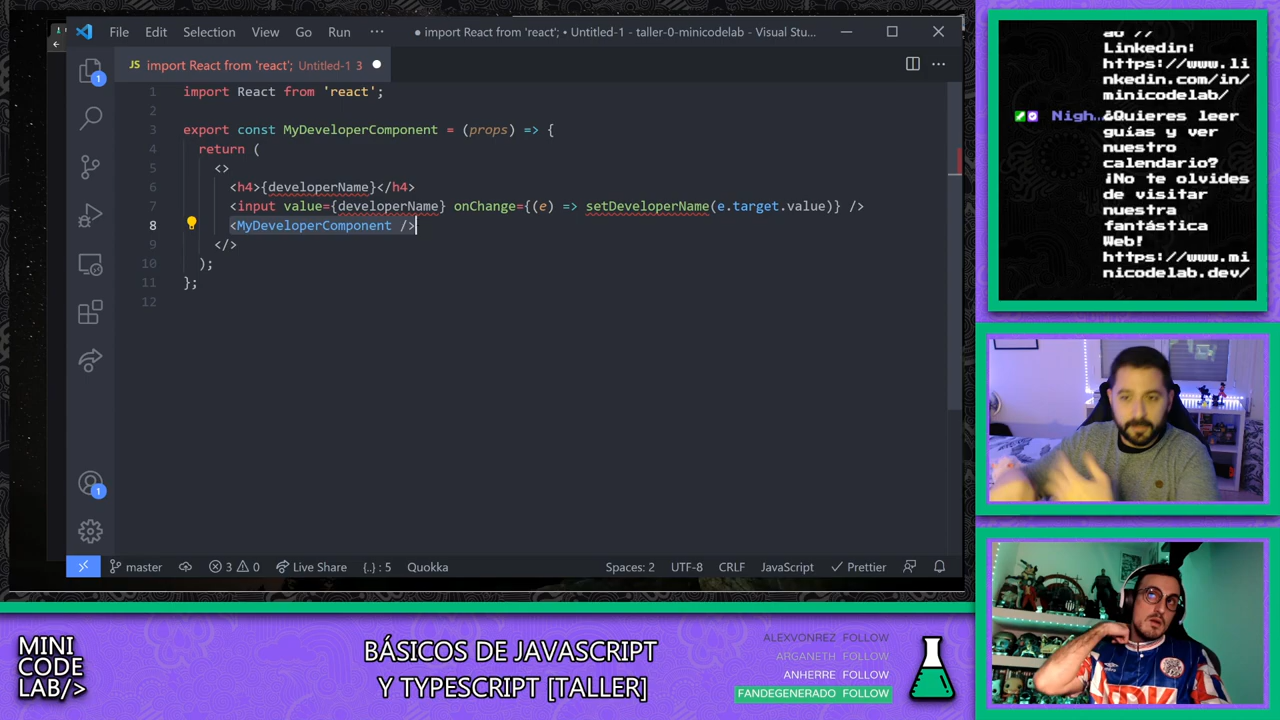 File Edit Selection View Go Run ···
● import React from 'react'; • Untitled-1 - taller-0-minicodelab - Visual Stu...
JS import React from 'react'; Untitled-1 3
1 import React from 'react';
2
3 export const MyDeveloperComponent = (props) => {
4 return (
5 <>
6 <h4>{developerName}</h4>
7 <input value={developerName} onChange={(e) => setDeveloperName(e.target.value)} />
8 <MyDeveloperComponent />
9 </>
10 );
11 };
12
1
1
master
3 0
Live Share
{..} : 5
Quokka
Spaces: 2
UTF-8
CRLF
JavaScript
Prettier
Linkedin:
https://www.li
nkedin.com/in/
minicodelab/
Nigh… ¿Quieres leer
guías y ver
nuestro
calendario?
¡No te olvides
de visitar
nuestra
fantástica
Web!
https://www.mi
nicodelab.dev/
MINI
CODE
LAB/>
BÁSICOS DE JAVASCRIPT
Y TYPESCRIPT [TALLER]
ALEXVONREZ FOLLOW
ARGANETH FOLLOW
ANHERRE FOLLOW
FANDEGENERADO FOLLOW